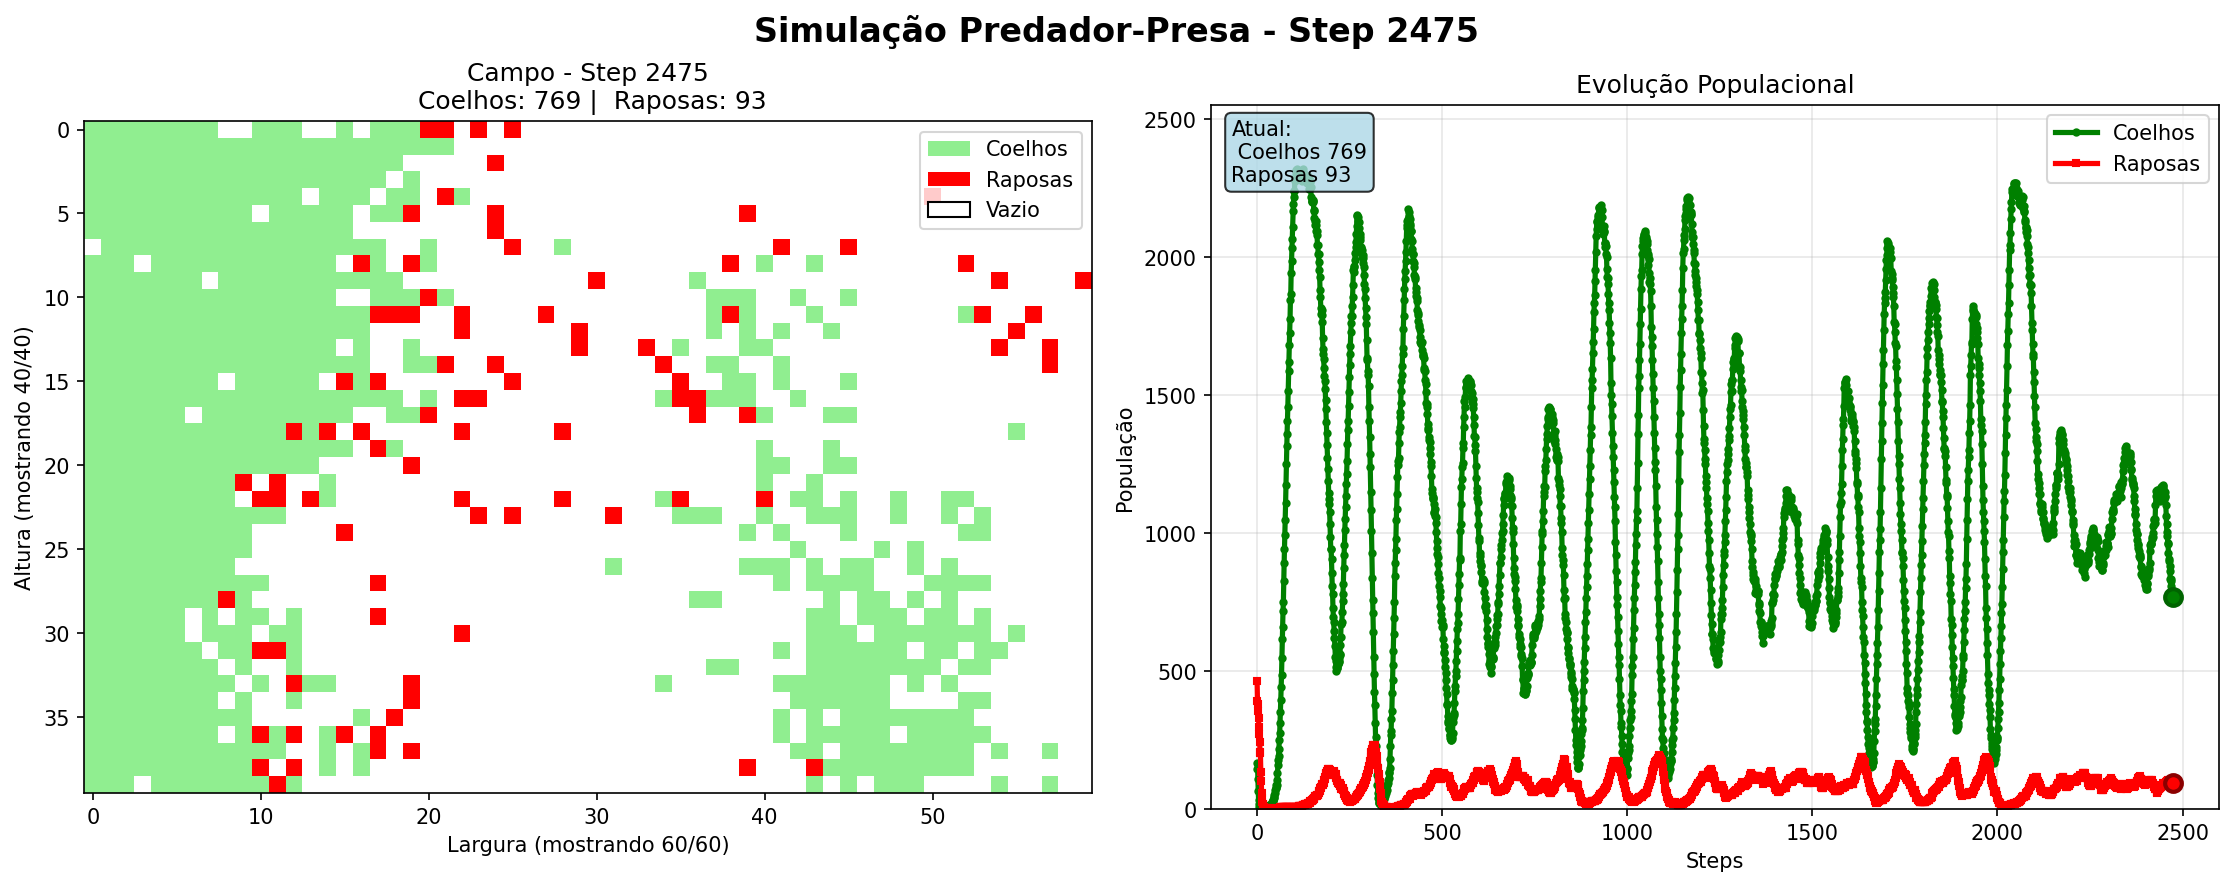 Simulação Predador-Presa - Step 2475
Campo - Step 2475
Coelhos: 769 |  Raposas: 93
Coelhos
Raposas
Vazio
0
5
10
15
20
25
30
35
Altura (mostrando 40/40)
0
10
20
30
40
50
Largura (mostrando 60/60)
Evolução Populacional
Atual:
Coelhos 769
Raposas 93
Coelhos
Raposas
2500
2000
1500
1000
500
0
População
0
500
1000
1500
2000
2500
Steps